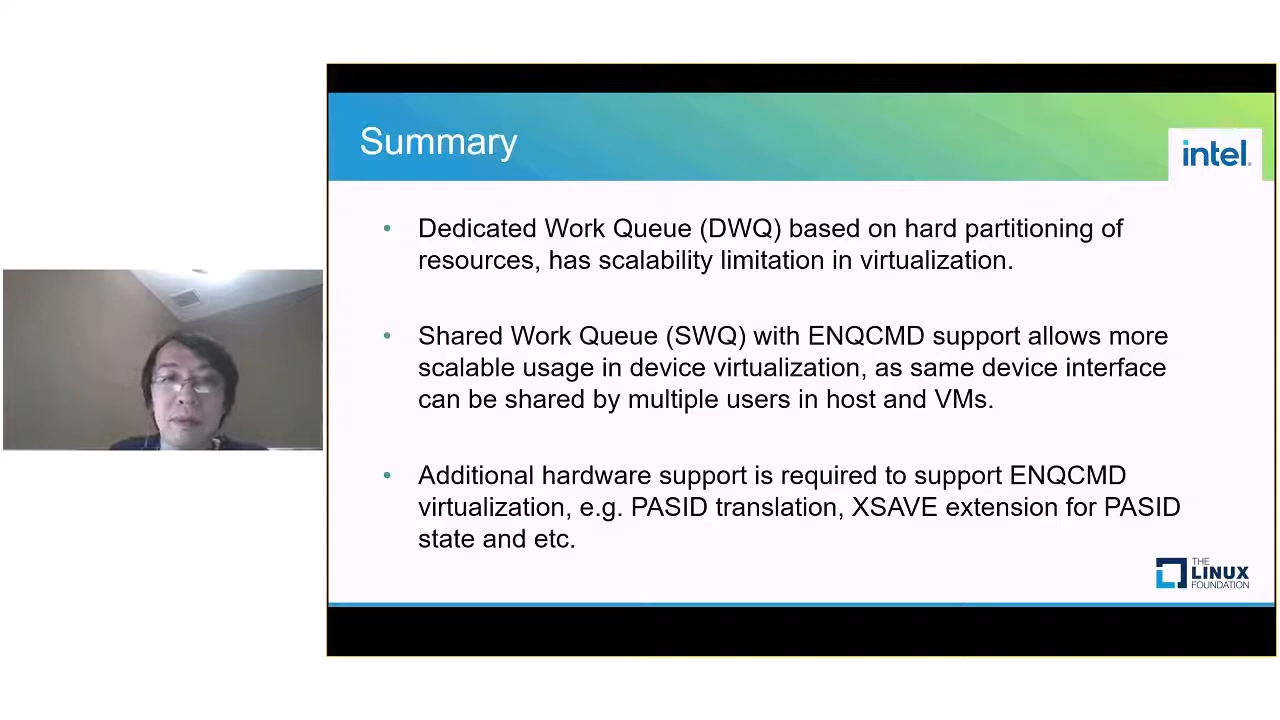 Summary
intel.
Dedicated Work Queue (DWQ) based on hard partitioning of
resources, has scalability limitation in virtualization.
Shared Work Queue (SWQ) with ENQCMD support allows more
scalable usage in device virtualization, as same device interface
can be shared by multiple users in host and VMs.
Additional hardware support is required to support ENQCMD
virtualization, e.g. PASID translation, XSAVE extension for PASID
state and etc.
THE
LINUX
FOUNDATION